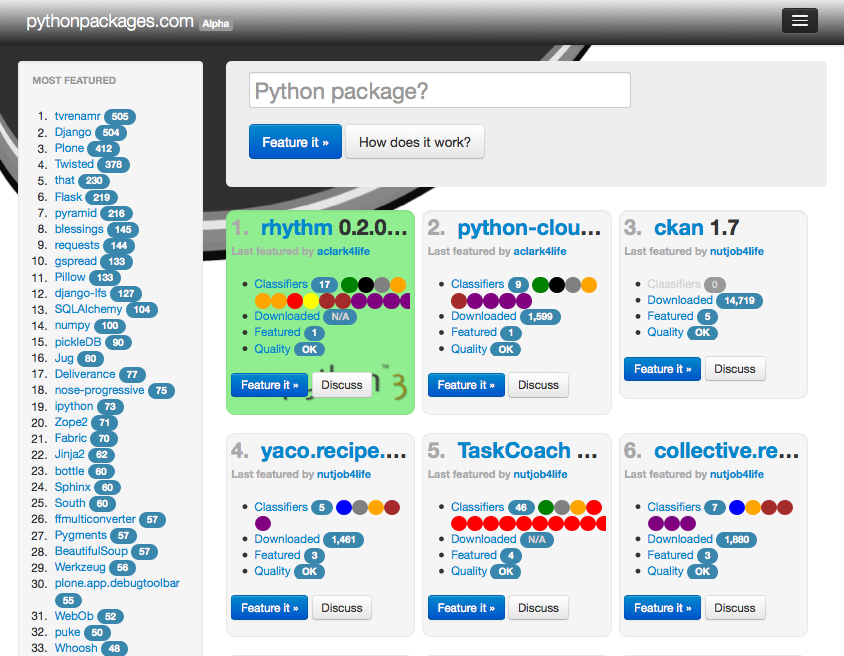 pythonpackages.com Alpha
MOST FEATURED
1. tvrenamr 505
2. Django 504
3. Plone 412
4. Twisted 378
5. that 230
6. Flask 219
7. pyramid 216
8. blessings 145
9. requests 144
10. gspread 133
11. Pillow 133
12. django-lfs 127
13. SQLAlchemy 104
14. numpy 100
15. pickleDB 90
16. Jug 80
17. Deliverance 77
18. nose-progressive 75
19. ipython 73
20. Zope2 71
21. Fabric 70
22. Jinja2 62
23. bottle 60
24. Sphinx 60
25. South 60
26. ffmulticonverter 57
27. Pygments 57
28. BeautifulSoup 57
29. Werkzeug 56
30. plone.app.debugtoolbar
55
31. WebOb 52
32. puke 50
33. Whoosh 48
Python package?
Feature it » How does it work?
1. rhythm 0.2.0...
Last featured by aclark4life
Classifiers 17
Downloaded N/A
Featured 1
Quality OK
Feature it » Discuss
3
2. python-clou...
Last featured by aclark4life
Classifiers 9
Downloaded 1,599
Featured 1
Quality OK
Feature it » Discuss
3. ckan 1.7
Last featured by nutjob4life
Classifiers 0
Downloaded 14,719
Featured 5
Quality OK
Feature it » Discuss
4. yaco.recipe....
Last featured by nutjob4life
Classifiers 5
Downloaded 1,461
Featured 3
Quality OK
Feature it » Discuss
5. TaskCoach ...
Last featured by nutjob4life
Classifiers 46
Downloaded N/A
Featured 4
Quality OK
Feature it » Discuss
6. collective.re...
Last featured by nutjob4life
Classifiers 7
Downloaded 1,880
Featured 3
Quality OK
Feature it » Discuss